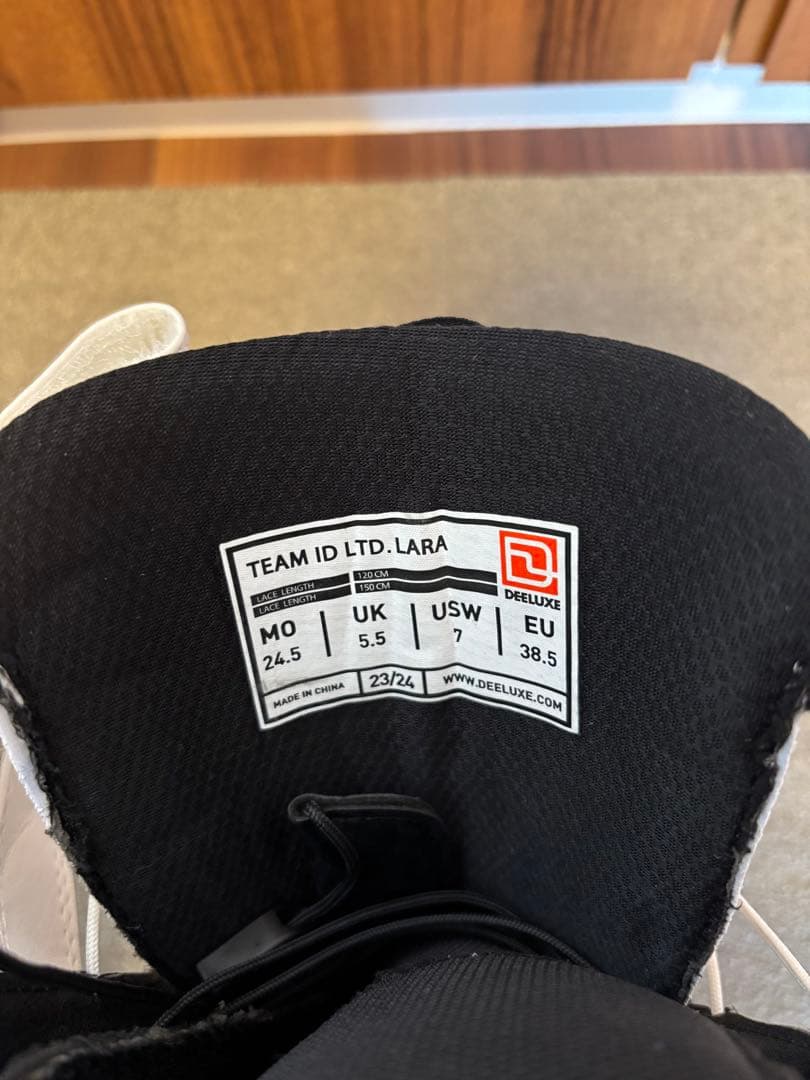 TEAM ID LTD. LARA
DEELUXE
LACE LENGTH 120 CM
LACE LENGTH 150 CM
MO UK USW EU
24.5 5.5 7 38.5
MADE IN CHINA 23/24 WWW.DEELUXE.COM